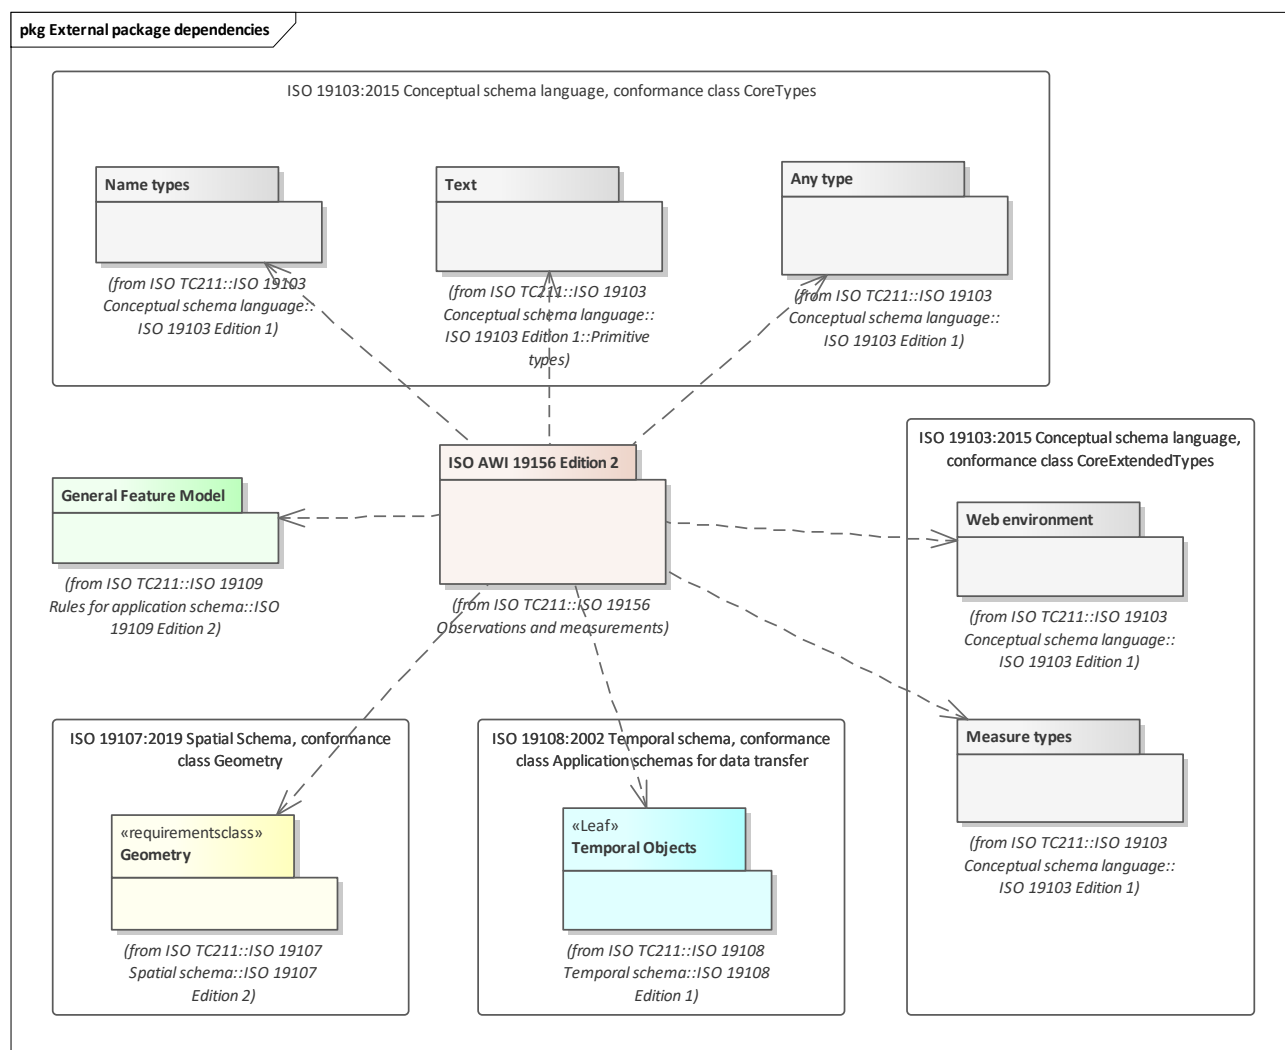 pkg External package dependencies
ISO 19103:2015 Conceptual schema language, conformance class CoreTypes
Name types
(from ISO TC211::ISO 19103
Conceptual schema language::
ISO 19103 Edition 1)
Text
(from ISO TC211::ISO 19103
Conceptual schema language::
ISO 19103 Edition 1::Primitive
types)
Any type
(from ISO TC211::ISO 19103
Conceptual schema language::
ISO 19103 Edition 1)
General Feature Model
(from ISO TC211::ISO 19109
Rules for application schema::ISO
19109 Edition 2)
ISO AWI 19156 Edition 2
(from ISO TC211::ISO 19156
Observations and measurements)
ISO 19103:2015 Conceptual schema language,
conformance class CoreExtendedTypes
Web environment
(from ISO TC211::ISO 19103
Conceptual schema language::
ISO 19103 Edition 1)
Measure types
(from ISO TC211::ISO 19103
Conceptual schema language::
ISO 19103 Edition 1)
ISO 19107:2019 Spatial Schema, conformance
class Geometry
«requirementsclass»
Geometry
(from ISO TC211::ISO 19107
Spatial schema::ISO 19107
Edition 2)
ISO 19108:2002 Temporal schema, conformance
class Application schemas for data transfer
«Leaf»
Temporal Objects
(from ISO TC211::ISO 19108
Temporal schema::ISO 19108
Edition 1)